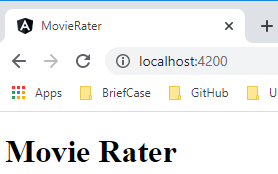 MovieRater
localhost:4200
Apps BriefCase GitHub U
Movie Rater